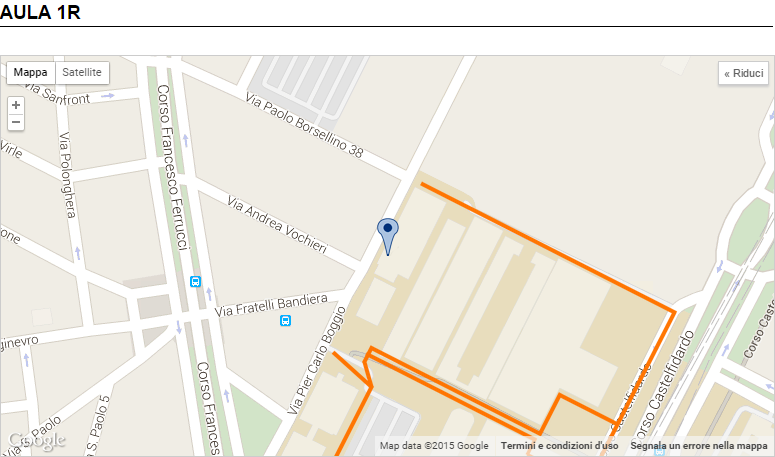 AULA 1R
Mappa
Satellite
« Riduci
+
−
Via Sanfront
Corso Francesco Ferrucci
Via Paolo Borsellino 38
Virle
Via Polonghera
Via Andrea Vochieri
one
Via Fratelli Bandiera
ginevro
Via Pier Carlo Boggio
Corso Frances
Via S. Paolo 5
Via S. Paolo
Castelfidardo
Corso Castelfidardo
Corso Caste
Google
Map data ©2015 Google
Termini e condizioni d'uso
Segnala un errore nella mappa